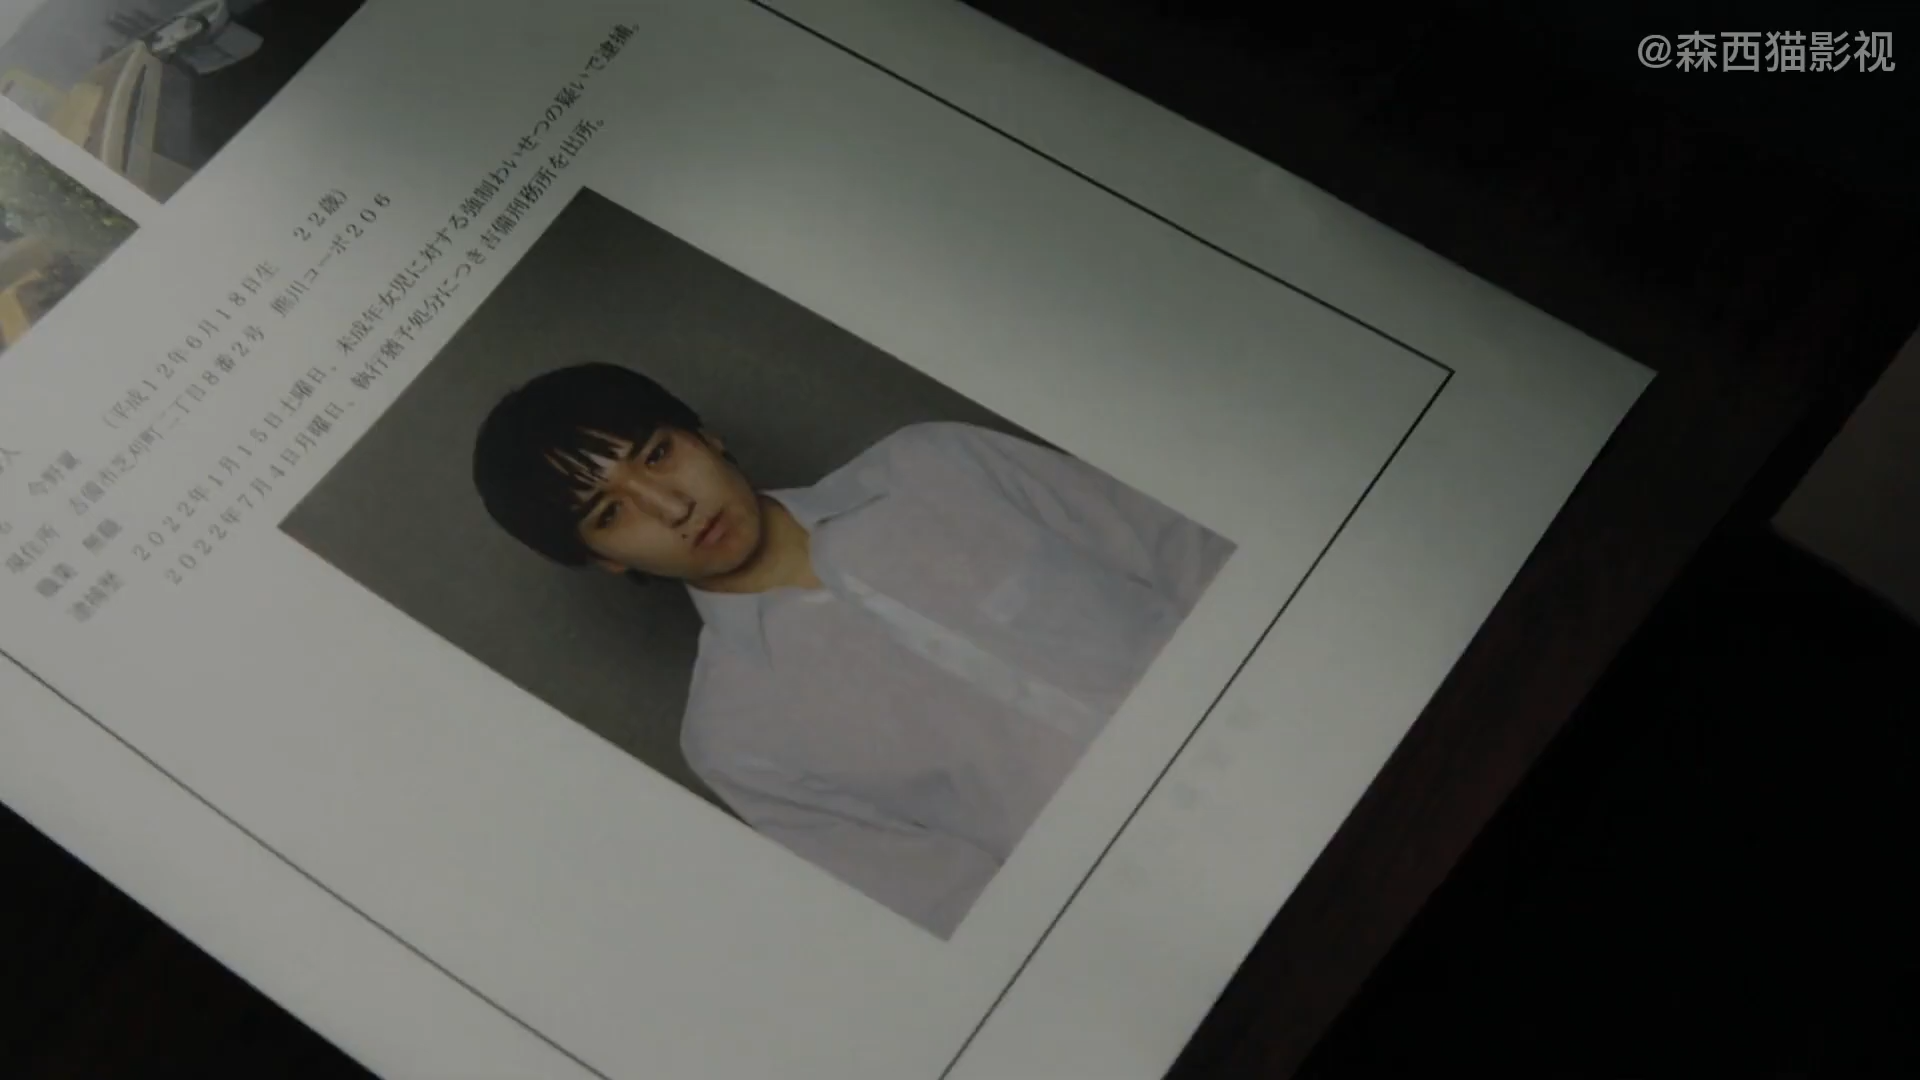 @森西猫影视
（平成１２年６月１８日生　２２歳）
現住所　吉備市芝刈町二丁目８番２号　熊川コーポ２０６
職業　無職
逮捕歴　２０２２年１月１５日土曜日、未成年女児に対する強制わいせつの疑いで逮捕。
２０２２年７月４日月曜日、執行猶予処分につき吉備刑務所を出所。